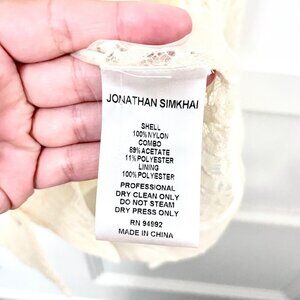 JONATHAN SIMKHAI
SHELL
100% NYLON
COMBO
89% ACETATE
11% POLYESTER
LINING
100% POLYESTER
PROFESSIONAL
DRY CLEAN ONLY
DO NOT STEAM
DRY PRESS ONLY
RN 94992
MADE IN CHINA